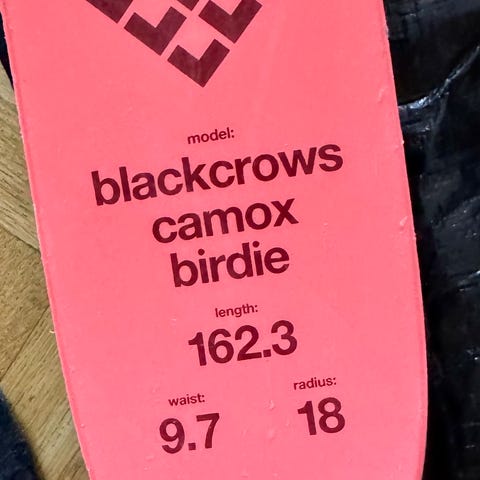 model:
blackcrows
camox
birdie
length:
162.3
waist: radius:
9.7 18